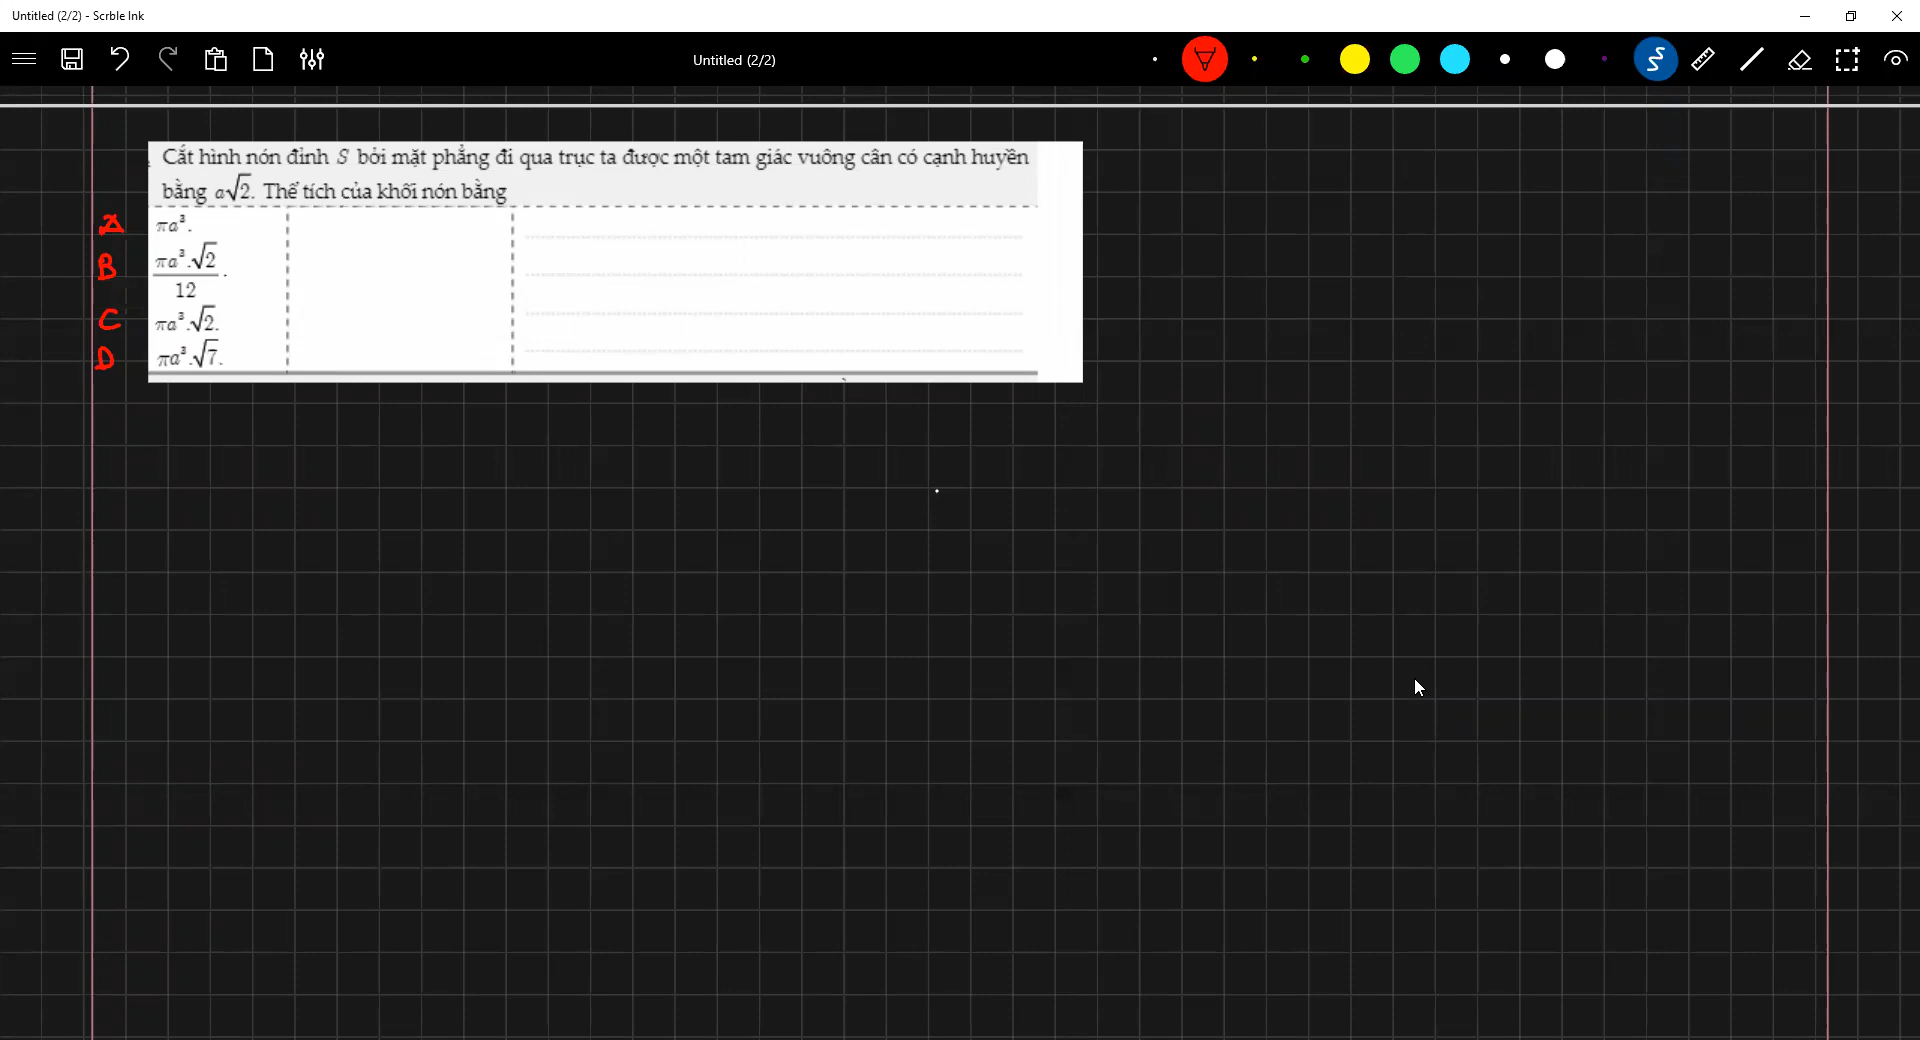 Untitled (2/2) - Scrble Ink
Untitled (2/2)
Cắt hình nón đỉnh S bởi mặt phẳng đi qua trục ta được một tam giác vuông cân có cạnh huyền
bằng a√2. Thể tích của khối nón bằng
A πa³.
B πa³.√2/12.
C πa³.√2.
D πa³.√7.